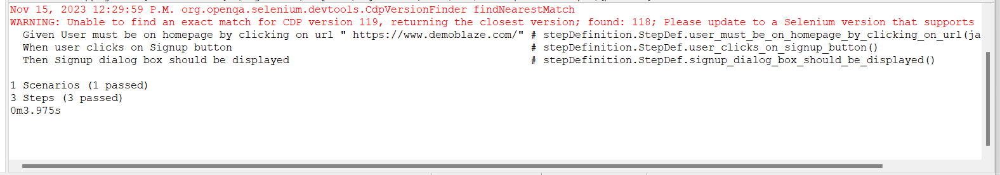 Nov 15, 2023 12:29:59 P.M. org.openqa.selenium.devtools.CdpVersionFinder findNearestMatch
WARNING: Unable to find an exact match for CDP version 119, returning the closest version; found: 118; Please update to a Selenium version that supports
Given User must be on homepage by clicking on url " https://www.demoblaze.com/" # stepDefinition.StepDef.user_must_be_on_homepage_by_clicking_on_url(ja
When user clicks on Signup button # stepDefinition.StepDef.user_clicks_on_signup_button()
Then Signup dialog box should be displayed # stepDefinition.StepDef.signup_dialog_box_should_be_displayed()
1 Scenarios (1 passed)
3 Steps (3 passed)
0m3.975s